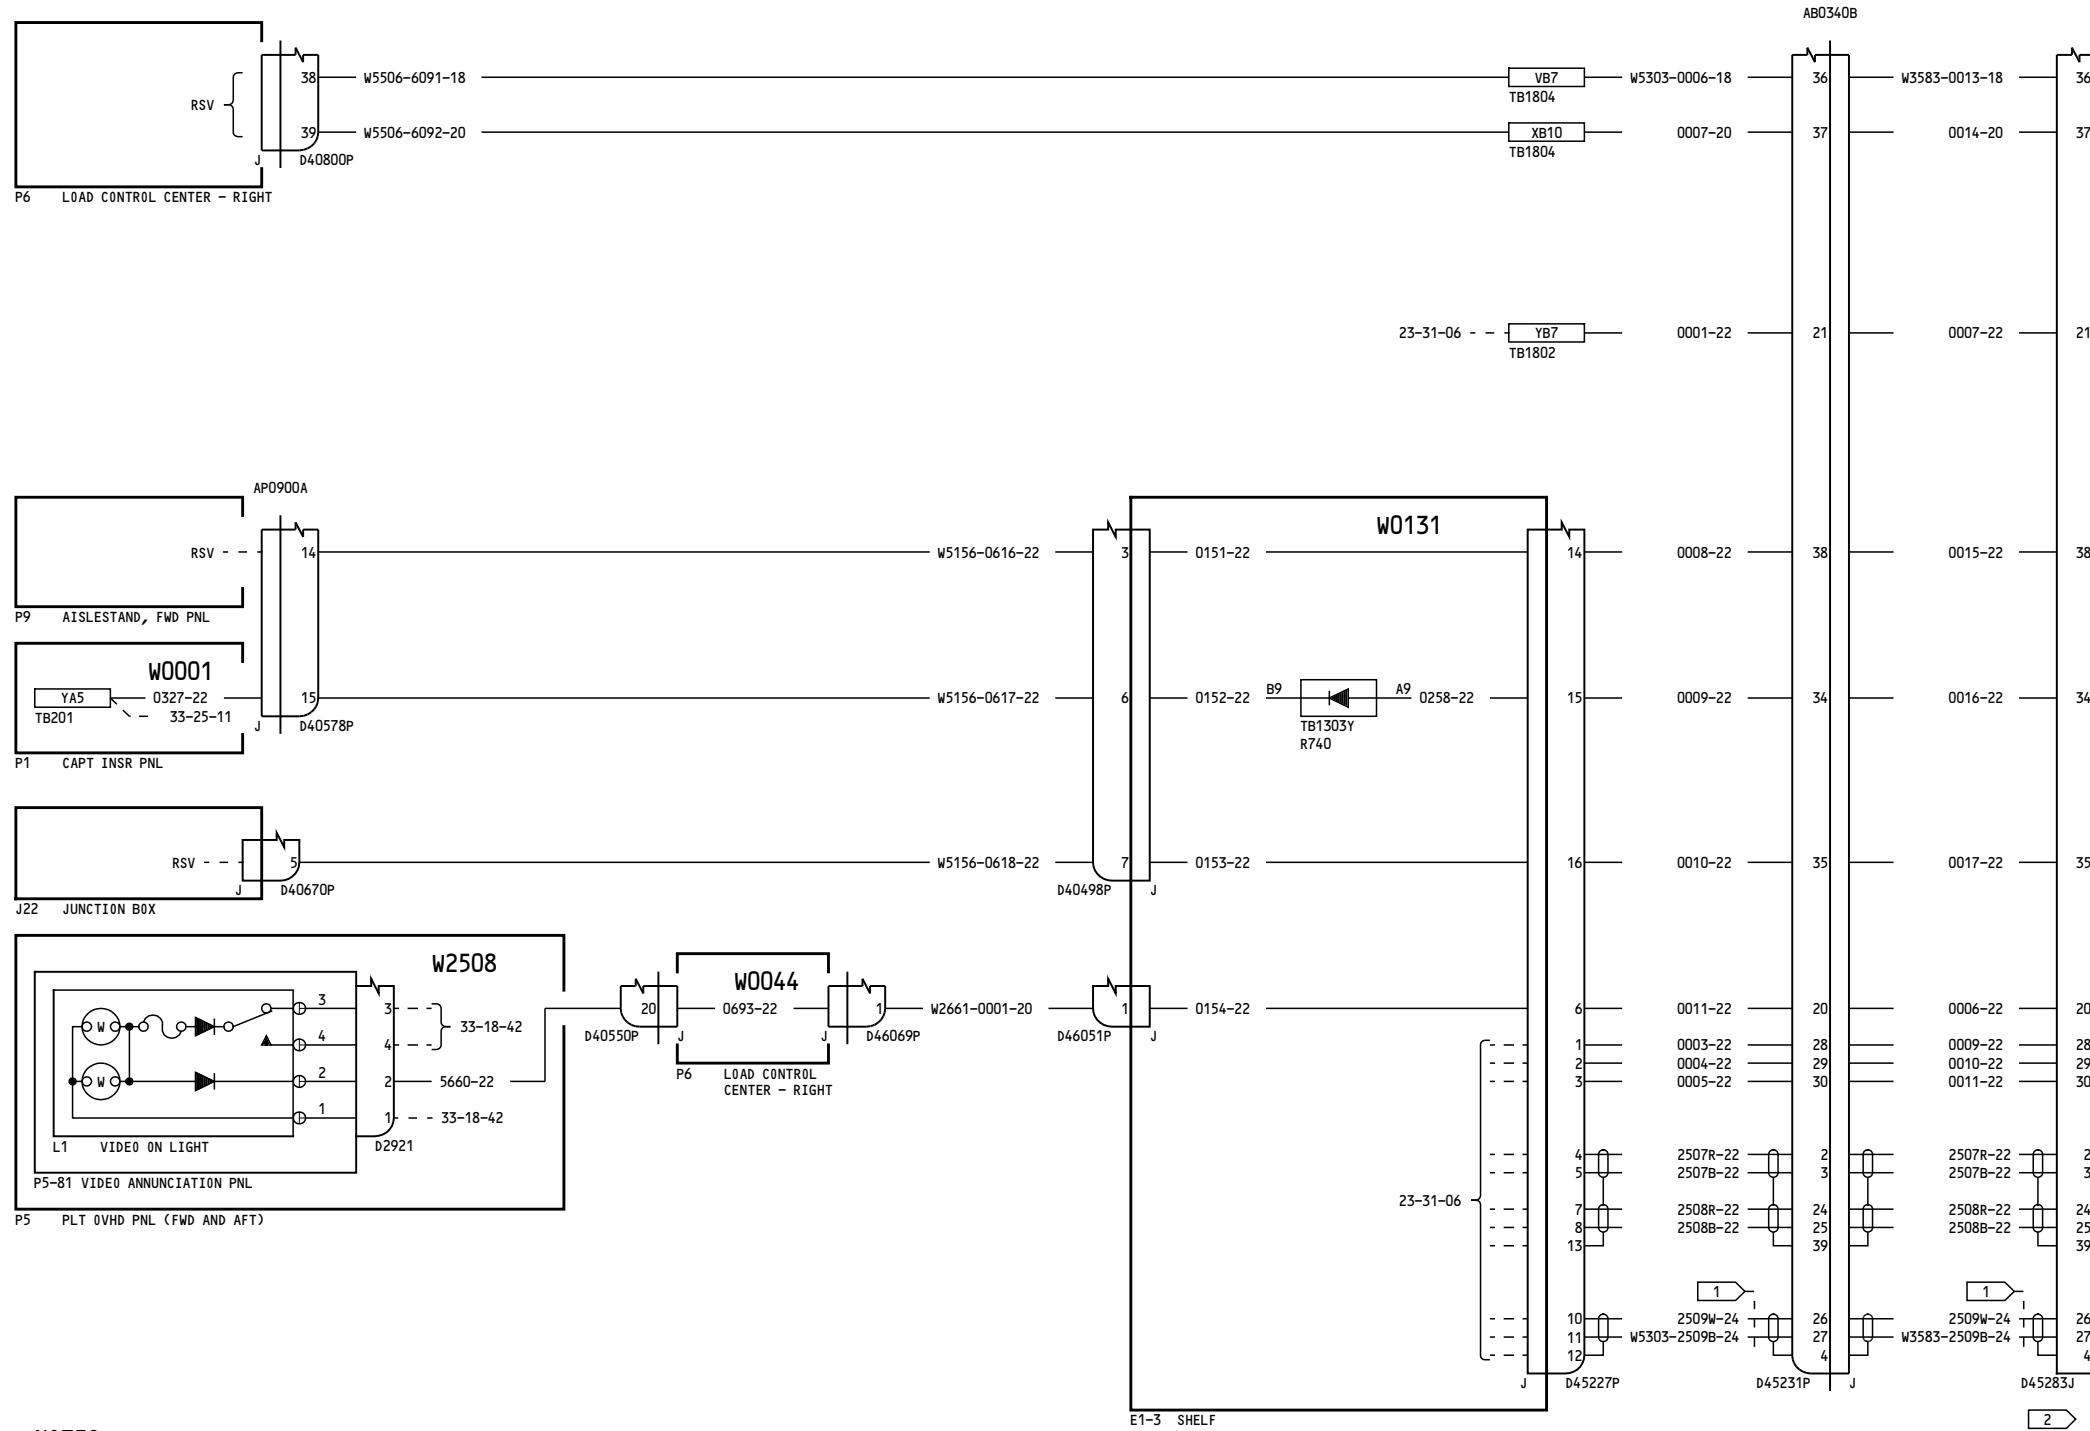 AB0340B
38 W5506-6091-18 VB7 W5303-0006-18 36 W3583-0013-18 36
TB1804
RSV
39 W5506-6092-20 XB10 0007-20 37 0014-20 37
TB1804
J D40800P
P6 LOAD CONTROL CENTER - RIGHT
23-31-06 YB7 0001-22 21 0007-22 21
TB1802
AP0900A
W0131
RSV 14 W5156-0616-22 3 0151-22 14 0008-22 38 0015-22 38
P9 AISLESTAND, FWD PNL
W0001
YA5 0327-22 15 W5156-0617-22 6 0152-22 B9 A9 0258-22 15 0009-22 34 0016-22 34
TB201 33-25-11
J D40578P
TB1303Y
R740
P1 CAPT INSR PNL
RSV 5 W5156-0618-22 7 0153-22 16 0010-22 35 0017-22 35
J D40670P D40498P J
J22 JUNCTION BOX
W2508
W0044
3 3 20 0693-22 1 W2661-0001-20 1 0154-22 6 0011-22 20 0006-22 20
W 33-18-42
4 4 D40550P J J D46069P D46051P J 1 0003-22 28 0009-22 28
2 0004-22 29 0010-22 29
W 2 2 5660-22 P6 LOAD CONTROL CENTER - RIGHT 3 0005-22 30 0011-22 30
1 1 33-18-42
L1 VIDEO ON LIGHT D2921
P5-81 VIDEO ANNUNCIATION PNL
P5 PLT OVHD PNL (FWD AND AFT)
4 2507R-22 2 2507R-22 2
5 2507B-22 3 2507B-22 3
23-31-06
7 2508R-22 24 2508R-22 24
8 2508B-22 25 2508B-22 25
13 39 39
1 1
10 2509W-24 26 2509W-24 26
11 W5303-2509B-24 27 W3583-2509B-24 27
12 4 4
J D45227P D45231P J D45283J
E1-3 SHELF 2